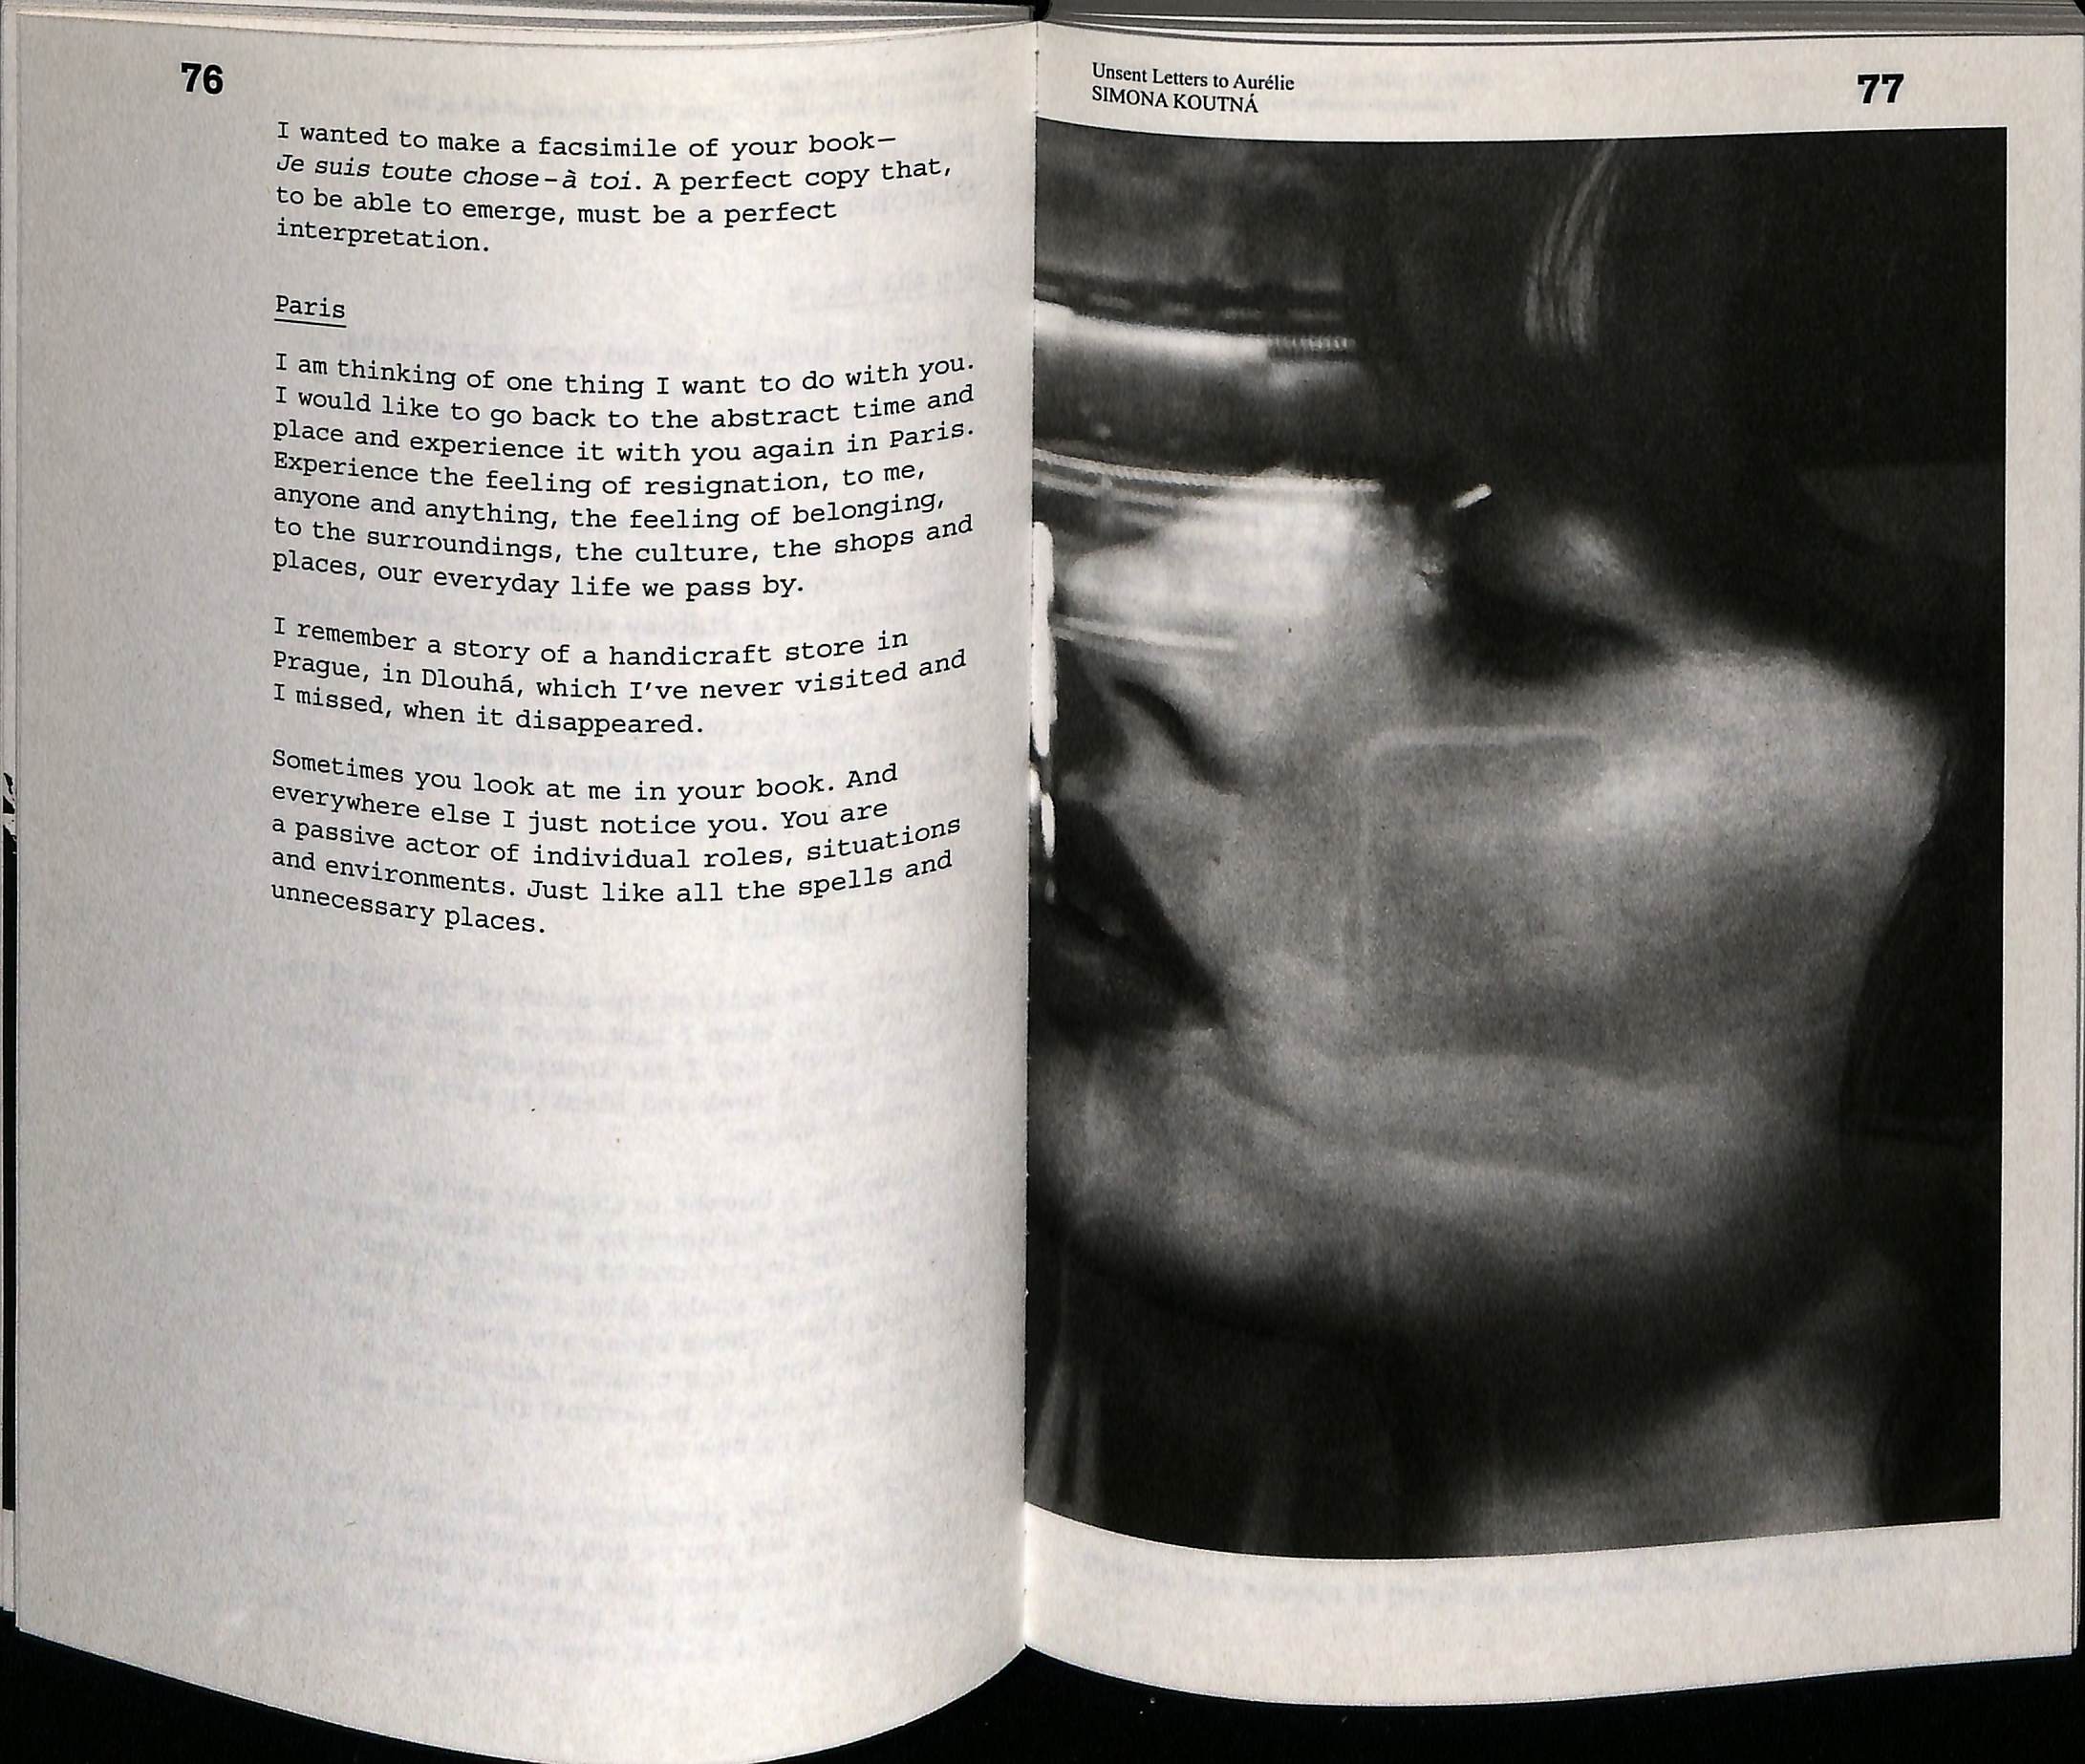 76
I wanted to make a facsimile of your book—
Je suis toute chose–à toi. A perfect copy that,
to be able to emerge, must be a perfect
interpretation.
Paris
I am thinking of one thing I want to do with you.
I would like to go back to the abstract time and
place and experience it with you again in Paris.
Experience the feeling of resignation, to me,
anyone and anything, the feeling of belonging,
to the surroundings, the culture, the shops and
places, our everyday life we pass by.
I remember a story of a handicraft store in
Prague, in Dlouhá, which I've never visited and
I missed, when it disappeared.
Sometimes you look at me in your book. And
everywhere else I just notice you. You are
a passive actor of individual roles, situations
and environments. Just like all the spells and
unnecessary places.
Unsent Letters to Aurélie
SIMONA KOUTNÁ
77